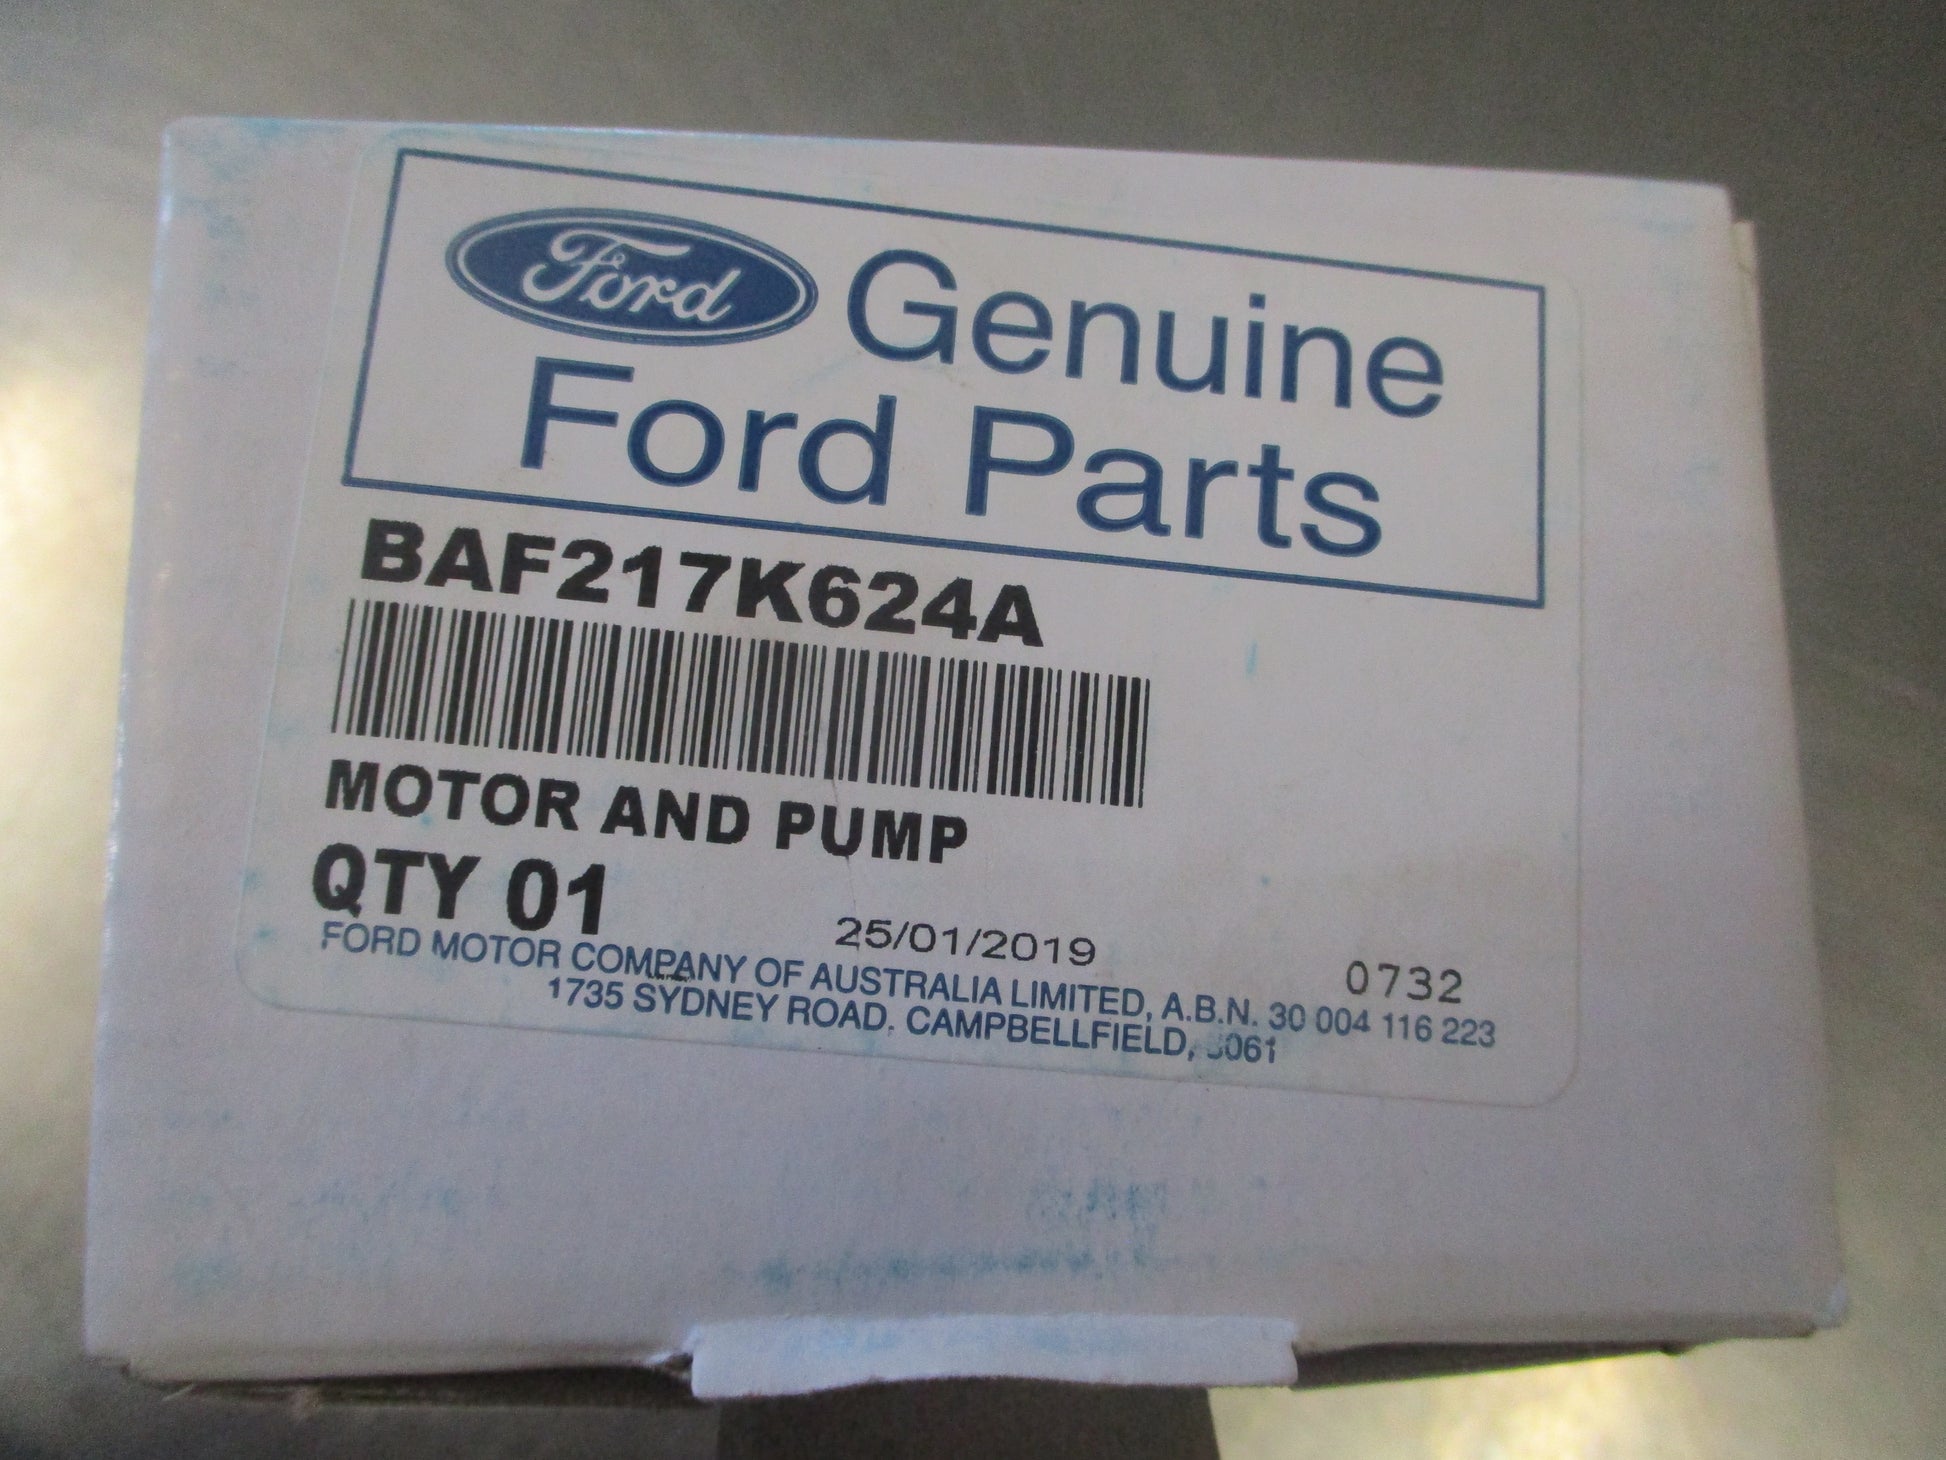 Ford Genuine
Ford Parts
BAF217K624A
MOTOR AND PUMP
QTY 01
25/01/2019
0732
FORD MOTOR COMPANY OF AUSTRALIA LIMITED, A.B.N. 30 004 116 223
1735 SYDNEY ROAD, CAMPBELLFIELD,